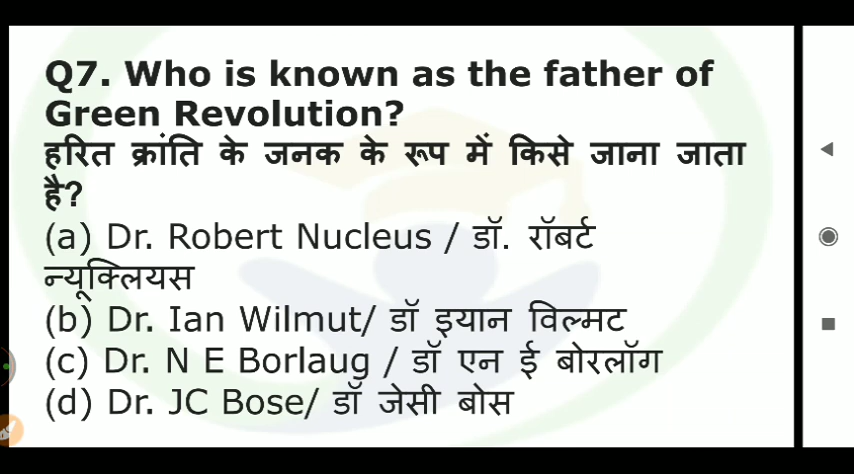 Q7. Who is known as the father of
Green Revolution?
हरित क्रांति के जनक के रूप में किसे जाना जाता
है?
(a) Dr. Robert Nucleus / डॉ. रॉबर्ट
न्यूक्लियस
(b) Dr. Ian Wilmut/ डॉ इयान विल्मट
(c) Dr. N E Borlaug / डॉ एन ई बोरलॉग
(d) Dr. JC Bose/ डॉ जेसी बोस